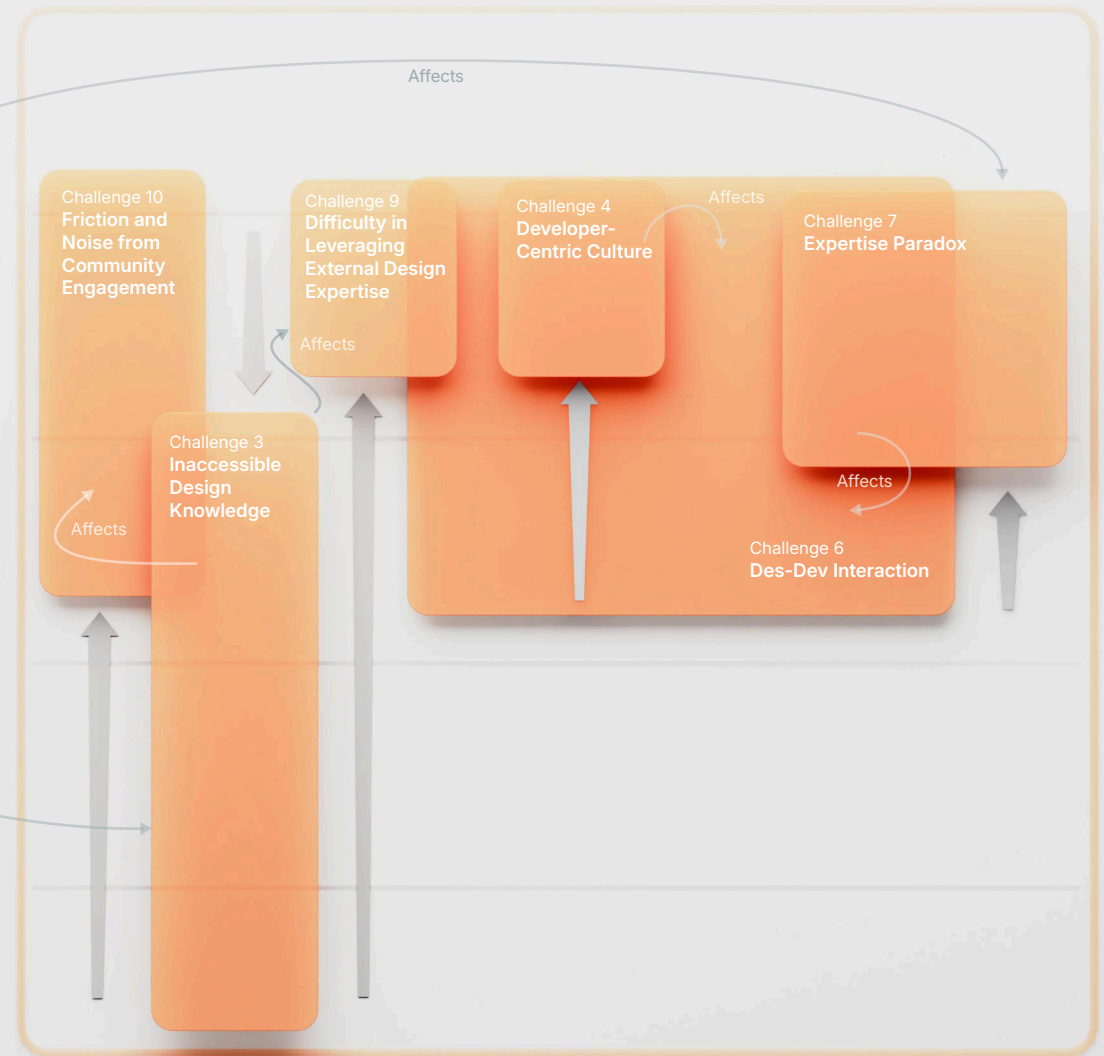 Affects
Challenge 10
Friction and
Noise from
Community
Engagement
Challenge 9
Difficulty in
Leveraging
External Design
Expertise
Affects
Challenge 4
Developer-
Centric Culture
Affects
Challenge 7
Expertise Paradox
Challenge 3
Inaccessible
Design
Knowledge
Affects
Affects
Challenge 6
Des-Dev Interaction